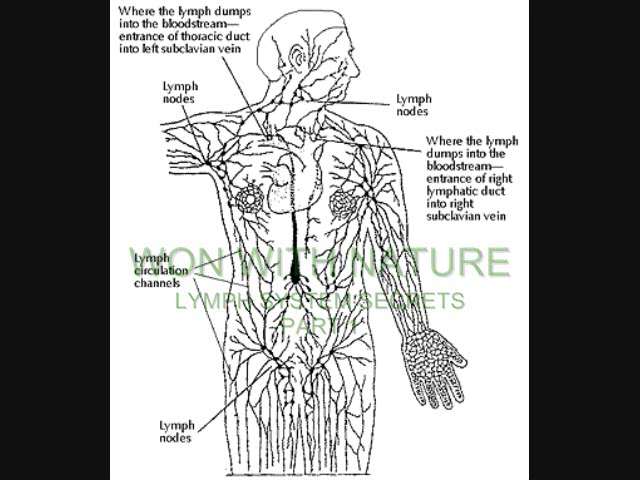 Where the lymph dumps
into the bloodstream—
entrance of thoracic duct
into left subclavian vein
Lymph
nodes
Lymph
nodes
Where the lymph
dumps into the
bloodstream—
entrance of right
lymphatic duct
into right
subclavian vein
WON WITH NATURE
Lymph
circulation
channels
LYMPH SYSTEM SECRETS
PART 1
Lymph
nodes